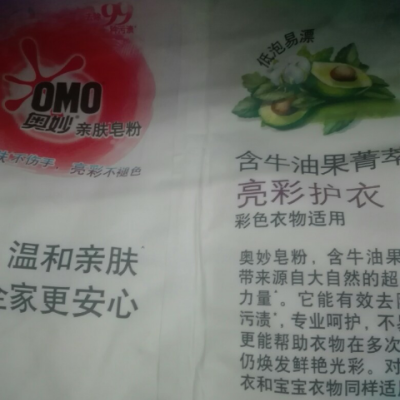 99
OMO
奥妙 亲肤皂粉
不伤手 亮彩不褪色
温和亲肤*
全家更安心
低泡易漂
含牛油果菁萃
亮彩护衣
彩色衣物适用
奥妙皂粉，含牛油果
带来源自大自然的超
力量*。它能有效去
污渍*，专业呵护，不
更能帮助衣物在多次
仍焕发鲜艳光彩。对
衣和宝宝衣物同样适